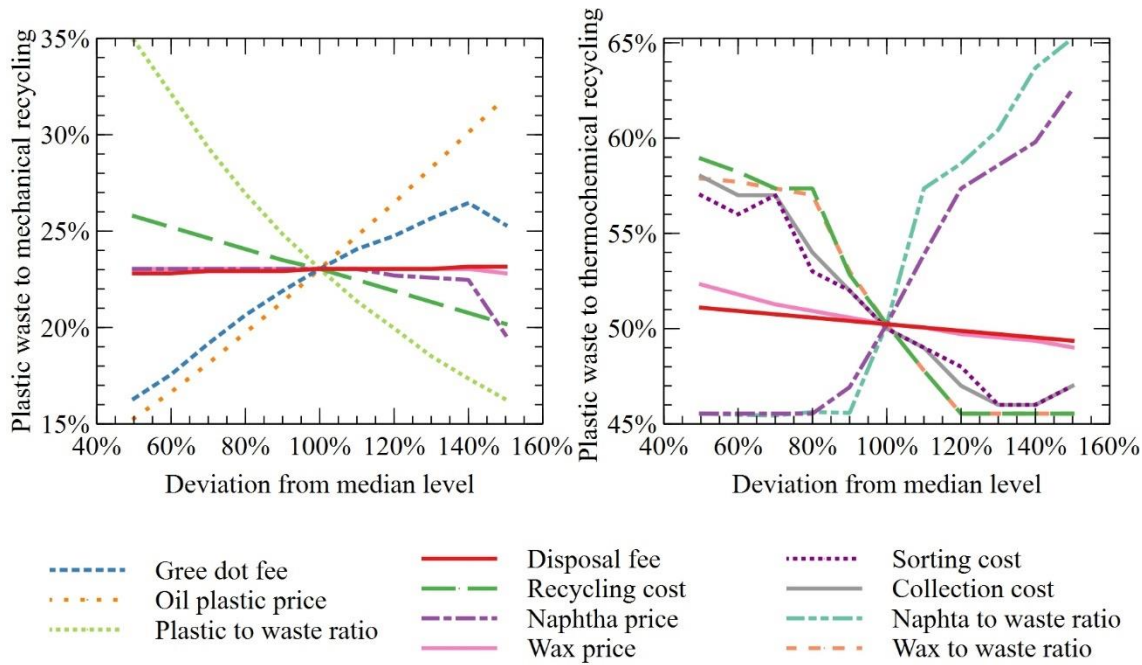 Plastic waste to mechanical recycling
35%
30%
25%
20%
15%
40% 60% 80% 100% 120% 140% 160%
Deviation from median level
Plastic waste to thermochemical recycling
65%
60%
55%
50%
45%
40% 60% 80% 100% 120% 140% 160%
Deviation from median level
Gree dot fee
Oil plastic price
Plastic to waste ratio
Disposal fee
Recycling cost
Naphtha price
Wax price
Sorting cost
Collection cost
Naphta to waste ratio
Wax to waste ratio